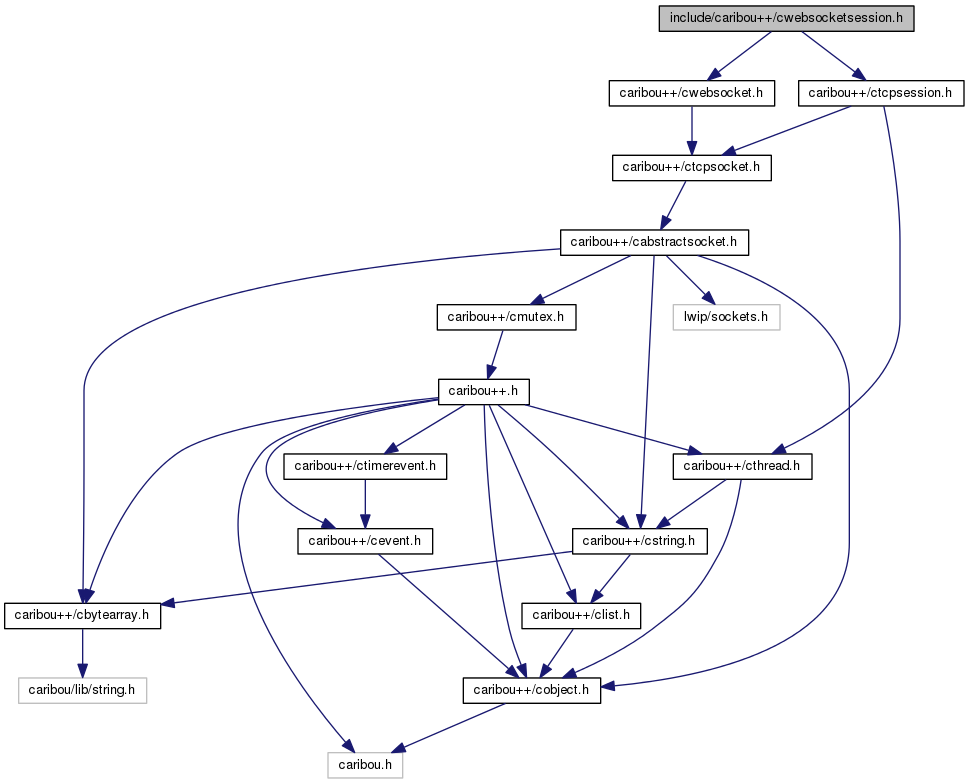 include/caribou++/cwebsocketsession.h
caribou++/cwebsocket.h
caribou++/ctcpsession.h
caribou++/ctcpsocket.h
caribou++/cabstractsocket.h
caribou++/cmutex.h
lwip/sockets.h
caribou++.h
caribou++/ctimerevent.h
caribou++/cthread.h
caribou++/cevent.h
caribou++/cstring.h
caribou++/cbytearray.h
caribou++/clist.h
caribou/lib/string.h
caribou++/cobject.h
caribou.h